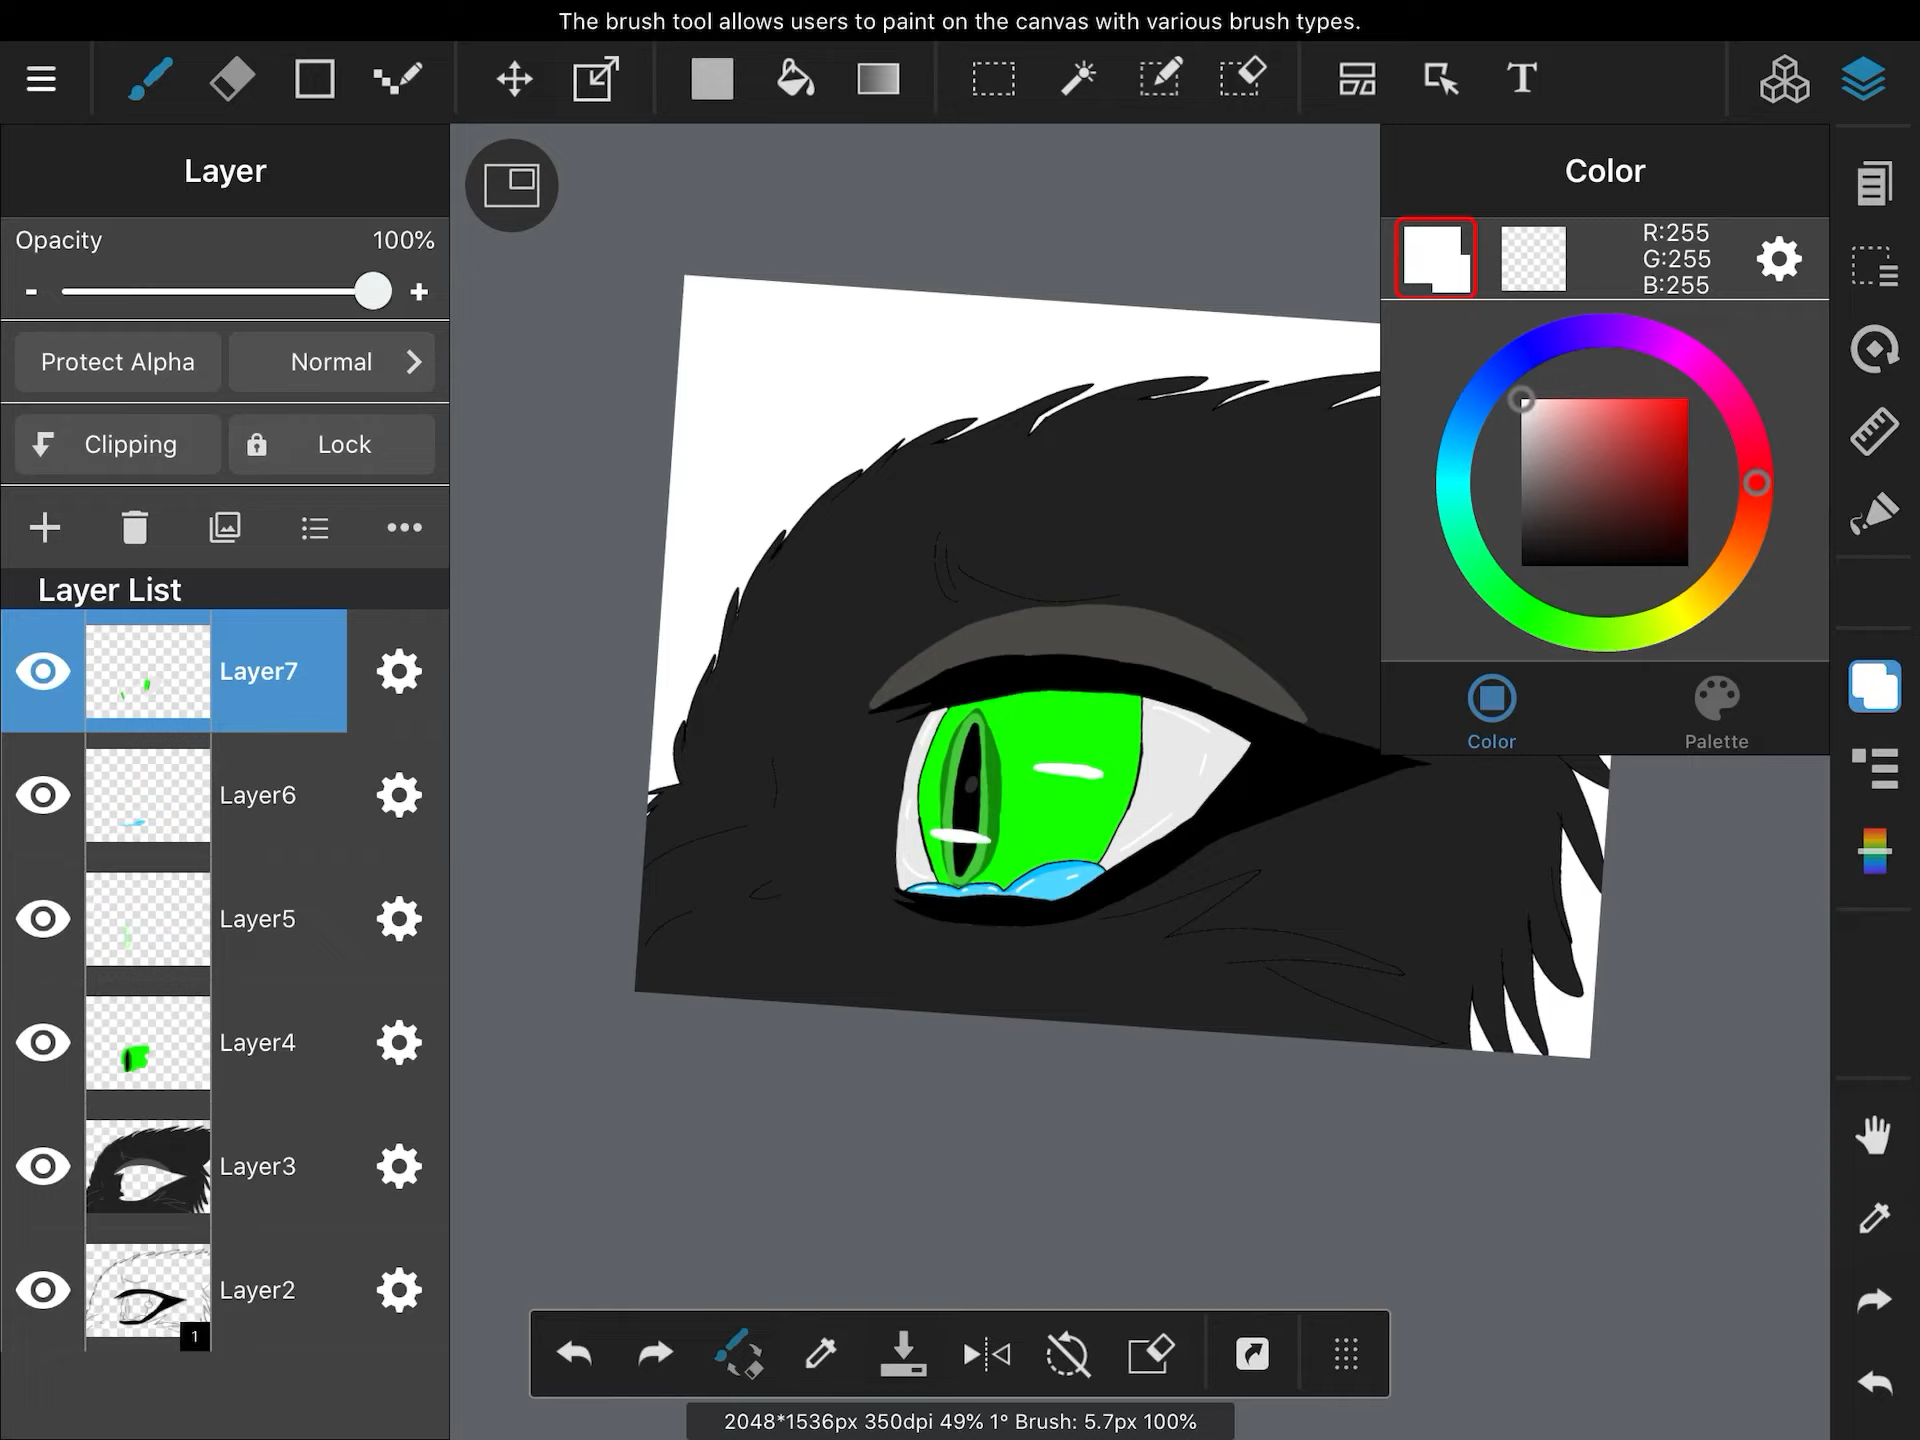 The brush tool allows users to paint on the canvas with various brush types.
T
Layer
Opacity 100%
- +
Protect Alpha Normal
Clipping Lock
Layer List
Layer7
Layer6
Layer5
Layer4
Layer3
Layer2
1
Color
R:255
G:255
B:255
Color Palette
2048*1536px 350dpi 49% 1° Brush: 5.7px 100%